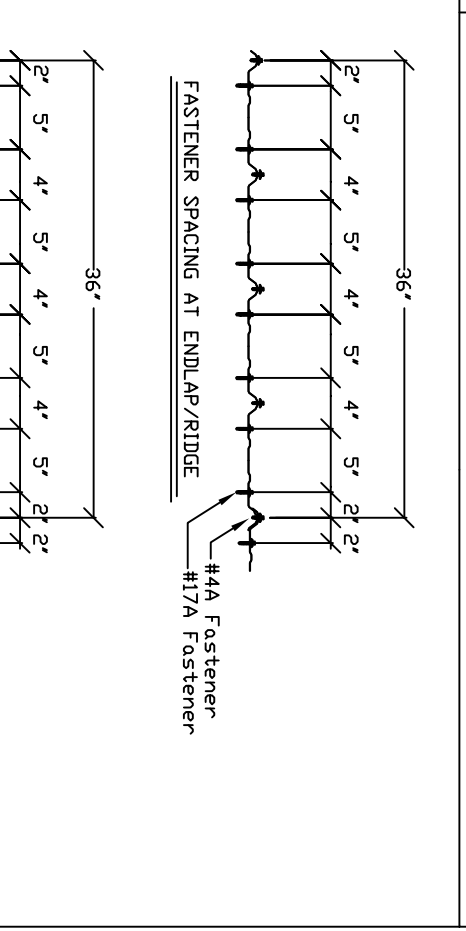 36"
2" 5" 4" 5" 4" 5" 4" 5" 2" 2"
#4A Fastener
#17A Fastener
FASTENER SPACING AT ENDLAP/RIDGE
36"
2" 5" 4" 5" 4" 5" 4" 5" 2" 2"